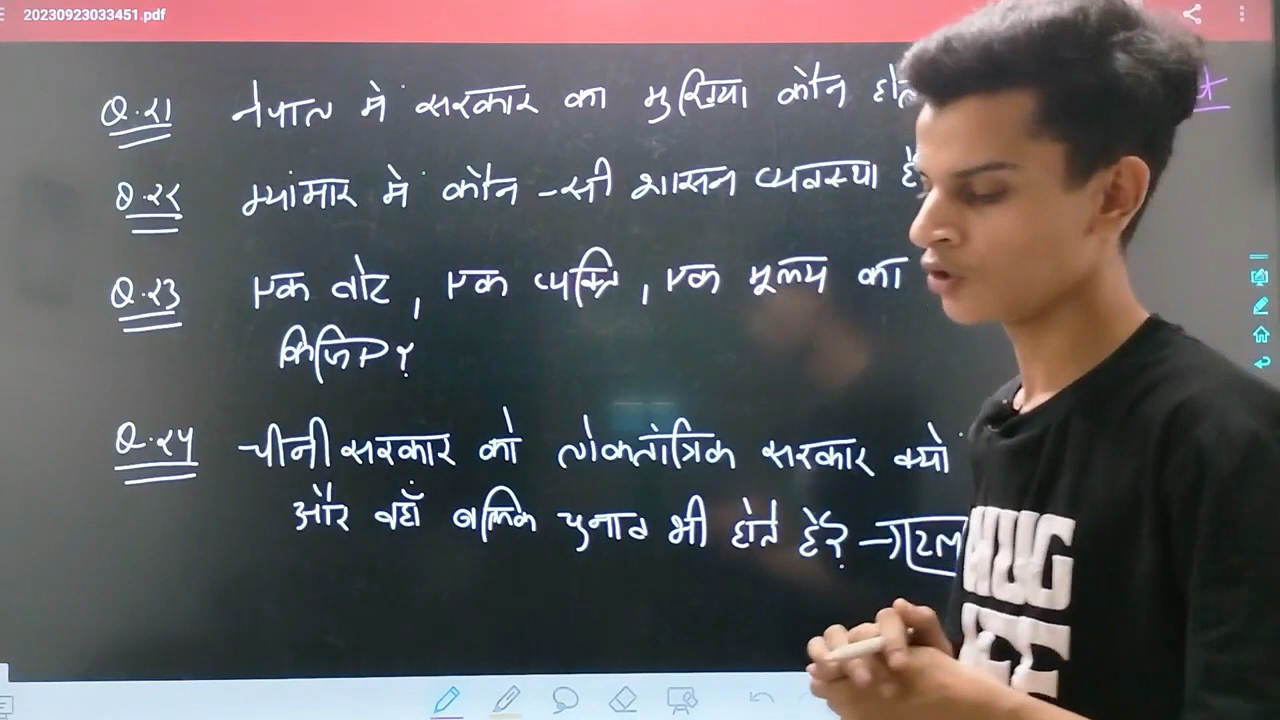 20230923033451.pdf
Q.21 नेपाल में सरकार का मुखिया कौन
Q.22 म्यांमार में कौन-सी शासन व्यवस्था
Q.23 एक वोट, एक व्यक्ति, एक मूल्य का
किजिए?
Q.24 चीनी सरकार को लोकतांत्रिक सरकार क्यों
और वहाँ बल्कि चुनाव भी होते हैं? →
HUG